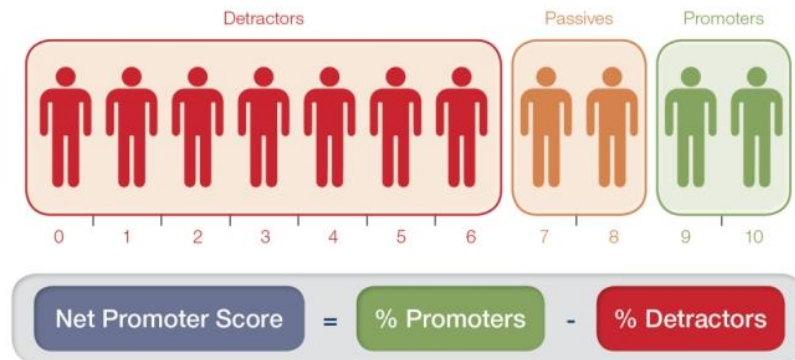 Detractors Passives Promoters
0 1 2 3 4 5 6 7 8 9 10
Net Promoter Score = % Promoters - % Detractors